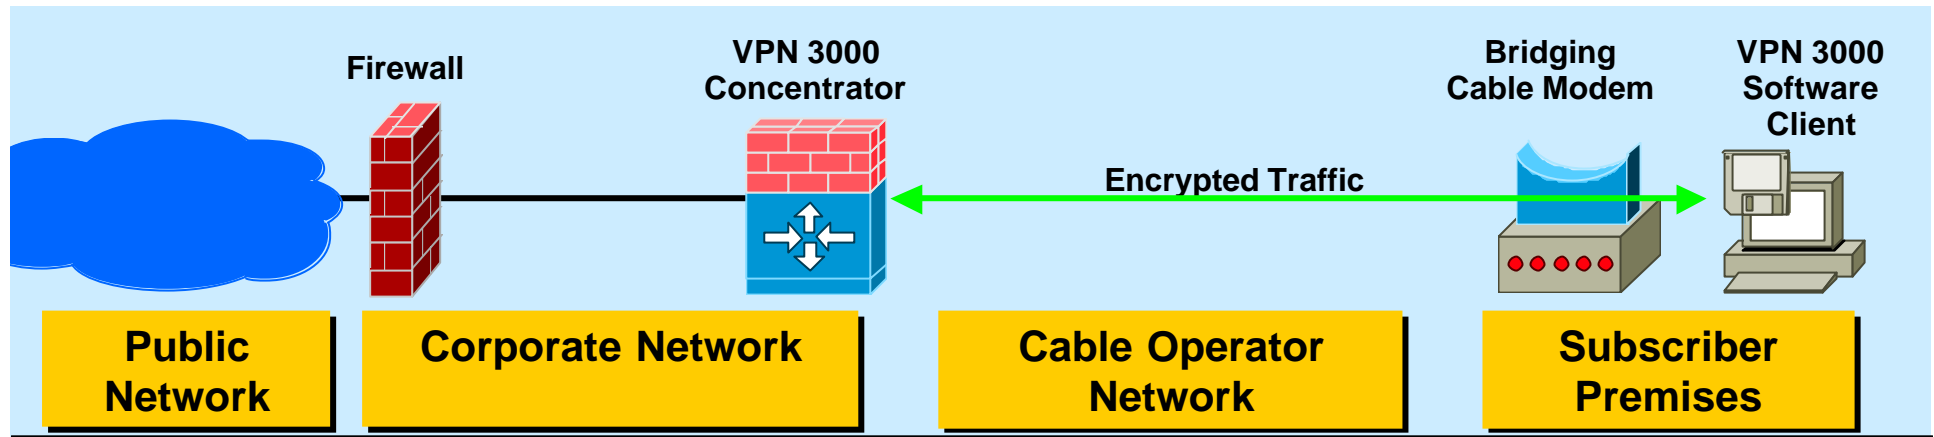 Firewall
VPN 3000
Concentrator
Bridging
Cable Modem
VPN 3000
Software
Client
Encrypted Traffic
Public
Network
Corporate Network
Cable Operator
Network
Subscriber
Premises